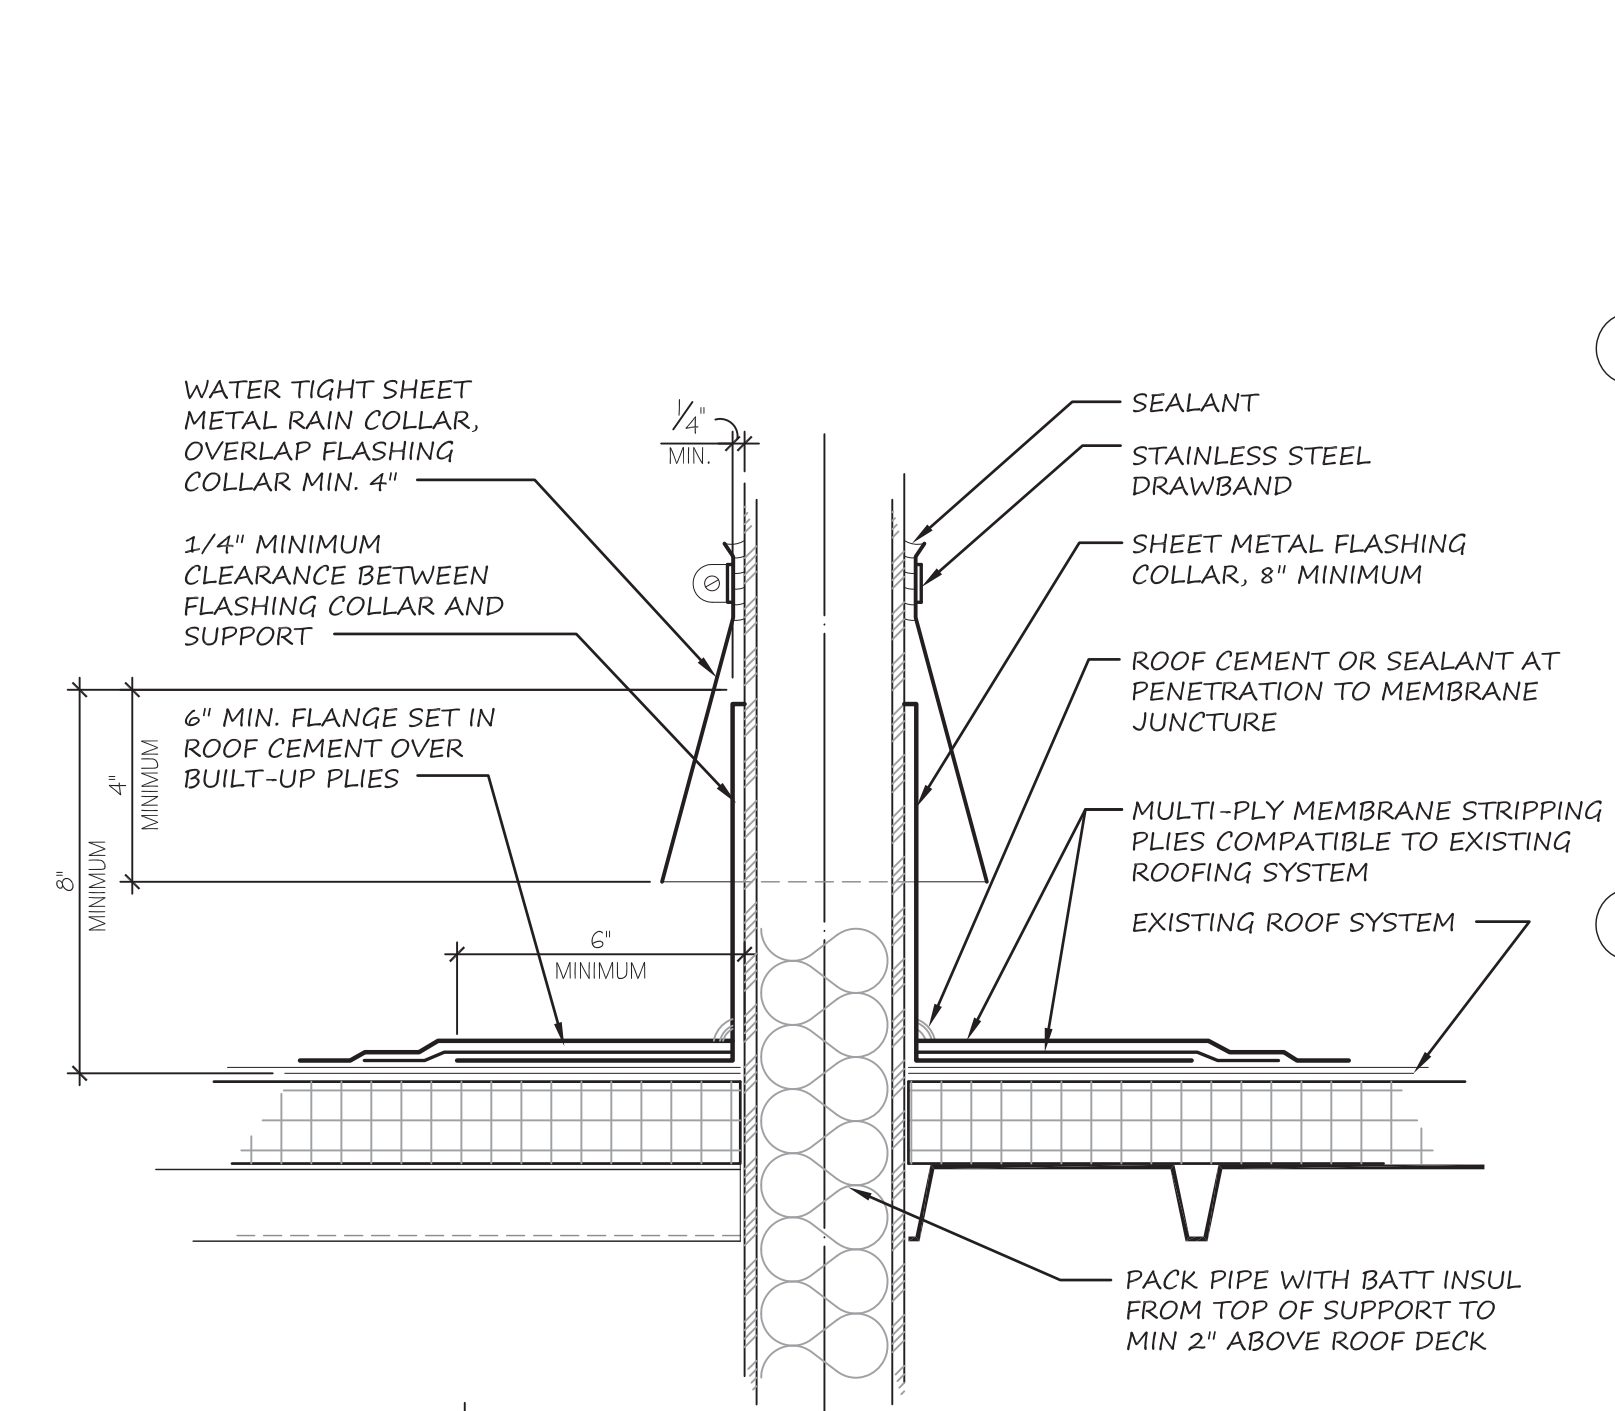 WATER TIGHT SHEET
METAL RAIN COLLAR,
OVERLAP FLASHING
COLLAR MIN. 4"
1/4" MINIMUM
CLEARANCE BETWEEN
FLASHING COLLAR AND
SUPPORT
6" MIN. FLANGE SET IN
ROOF CEMENT OVER
BUILT-UP PLIES
1/4"
MIN.
4"
MINIMUM
8"
MINIMUM
6"
MINIMUM
SEALANT
STAINLESS STEEL
DRAWBAND
SHEET METAL FLASHING
COLLAR, 8" MINIMUM
ROOF CEMENT OR SEALANT AT
PENETRATION TO MEMBRANE
JUNCTURE
MULTI-PLY MEMBRANE STRIPPING
PLIES COMPATIBLE TO EXISTING
ROOFING SYSTEM
EXISTING ROOF SYSTEM
PACK PIPE WITH BATT INSUL
FROM TOP OF SUPPORT TO
MIN 2" ABOVE ROOF DECK